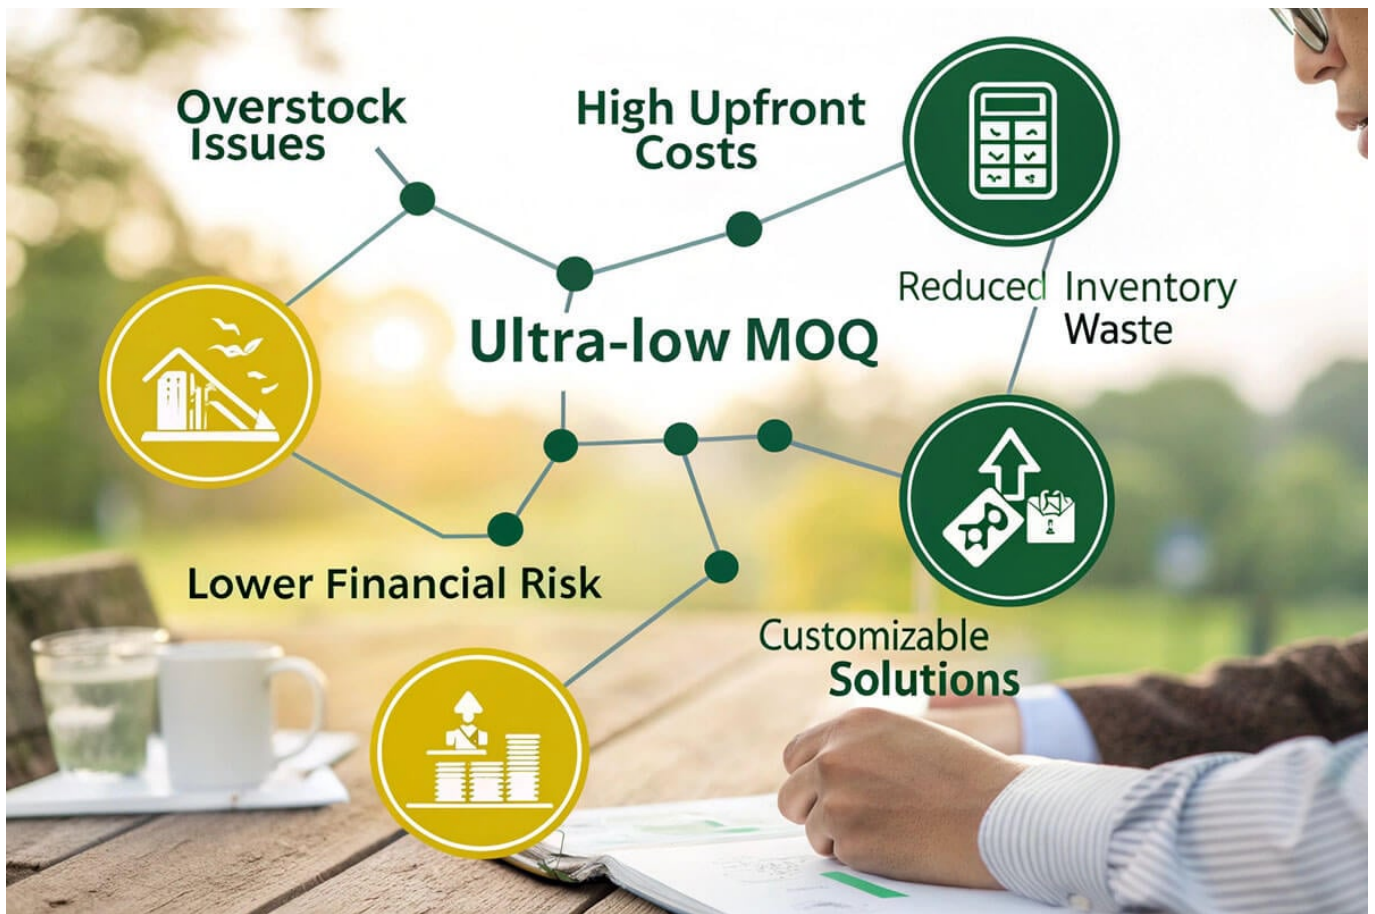 Overstock
Issues
High Upfront
Costs
Reduced Inventory
Waste
Ultra-low MOQ
Lower Financial Risk
Customizable
Solutions